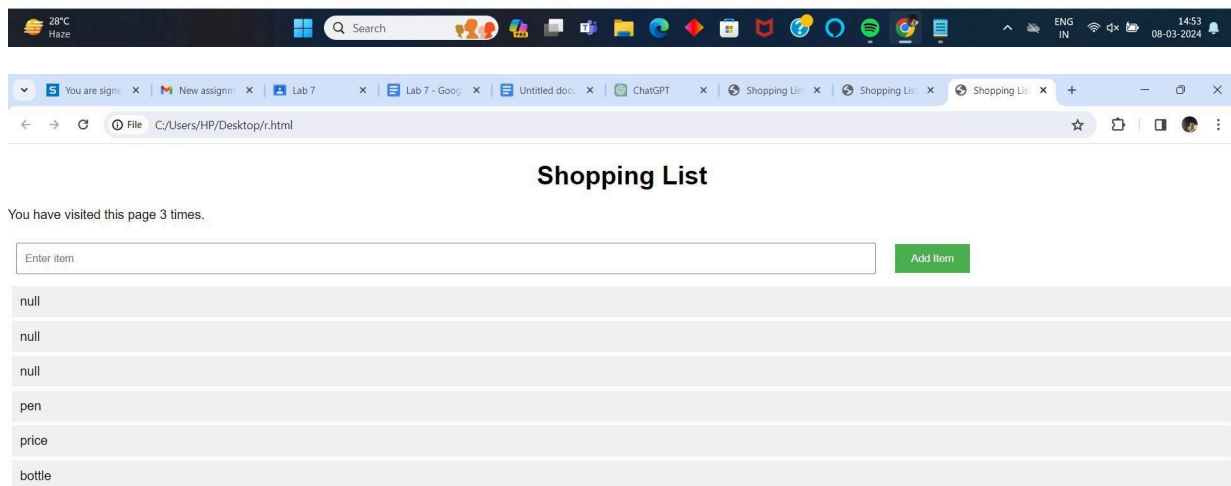 28°C
Haze
Search
ENG
IN
14:53
08-03-2024
You are signe
New assignm
Lab 7
Lab 7 - Goog
Untitled docu
ChatGPT
Shopping List
Shopping List
Shopping Lis
File C:/Users/HP/Desktop/r.html
Shopping List
You have visited this page 3 times.
Enter item
Add Item
null
null
null
pen
price
bottle